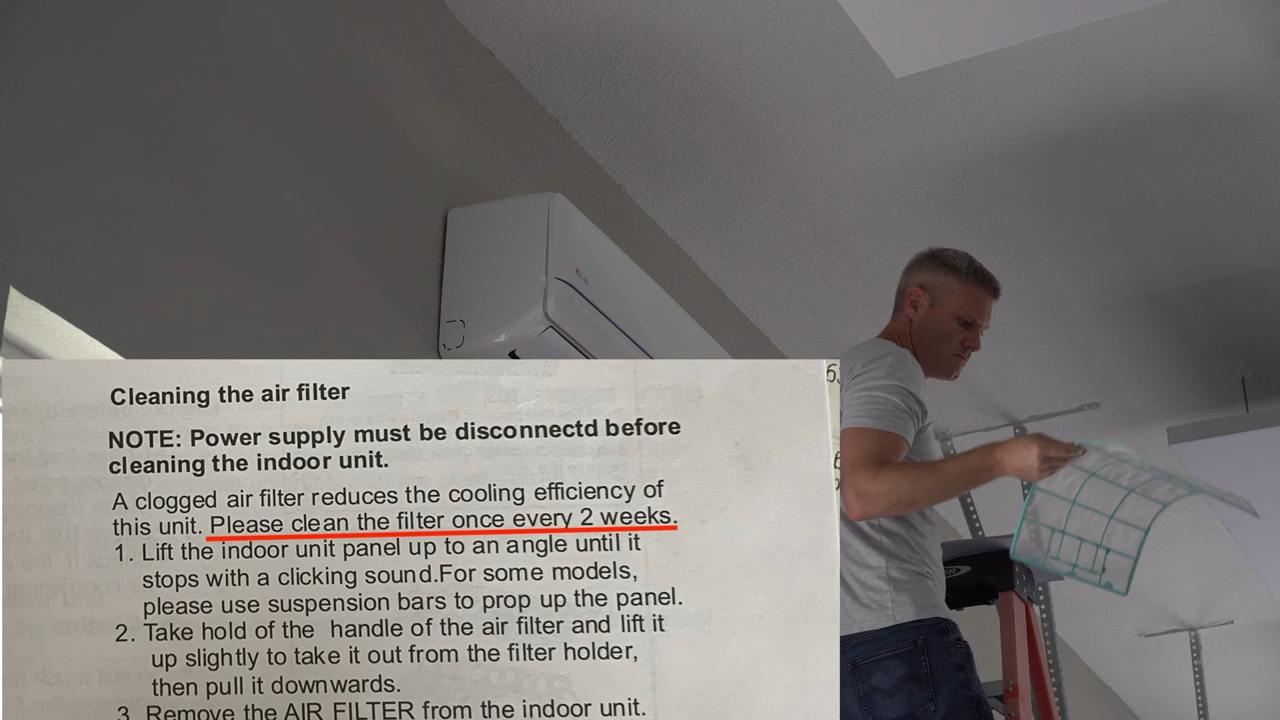 Cleaning the air filter
NOTE: Power supply must be disconnectd before
cleaning the indoor unit.
A clogged air filter reduces the cooling efficiency of
this unit. Please clean the filter once every 2 weeks.
1. Lift the indoor unit panel up to an angle until it
stops with a clicking sound.For some models,
please use suspension bars to prop up the panel.
2. Take hold of the handle of the air filter and lift it
up slightly to take it out from the filter holder,
then pull it downwards.
3. Remove the AIR FILTER from the indoor unit.